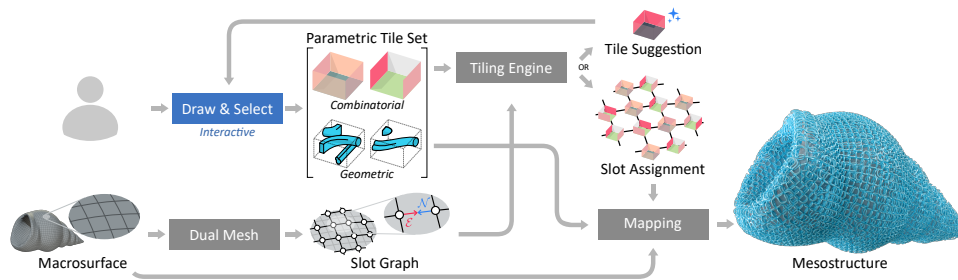 Parametric Tile Set
Combinatorial
Geometric
Draw & Select
Interactive
Tiling Engine
OR
Tile Suggestion
Slot Assignment
Mapping
Mesostructure
Macrosurface
Dual Mesh
Slot Graph
ℰ
𝒩